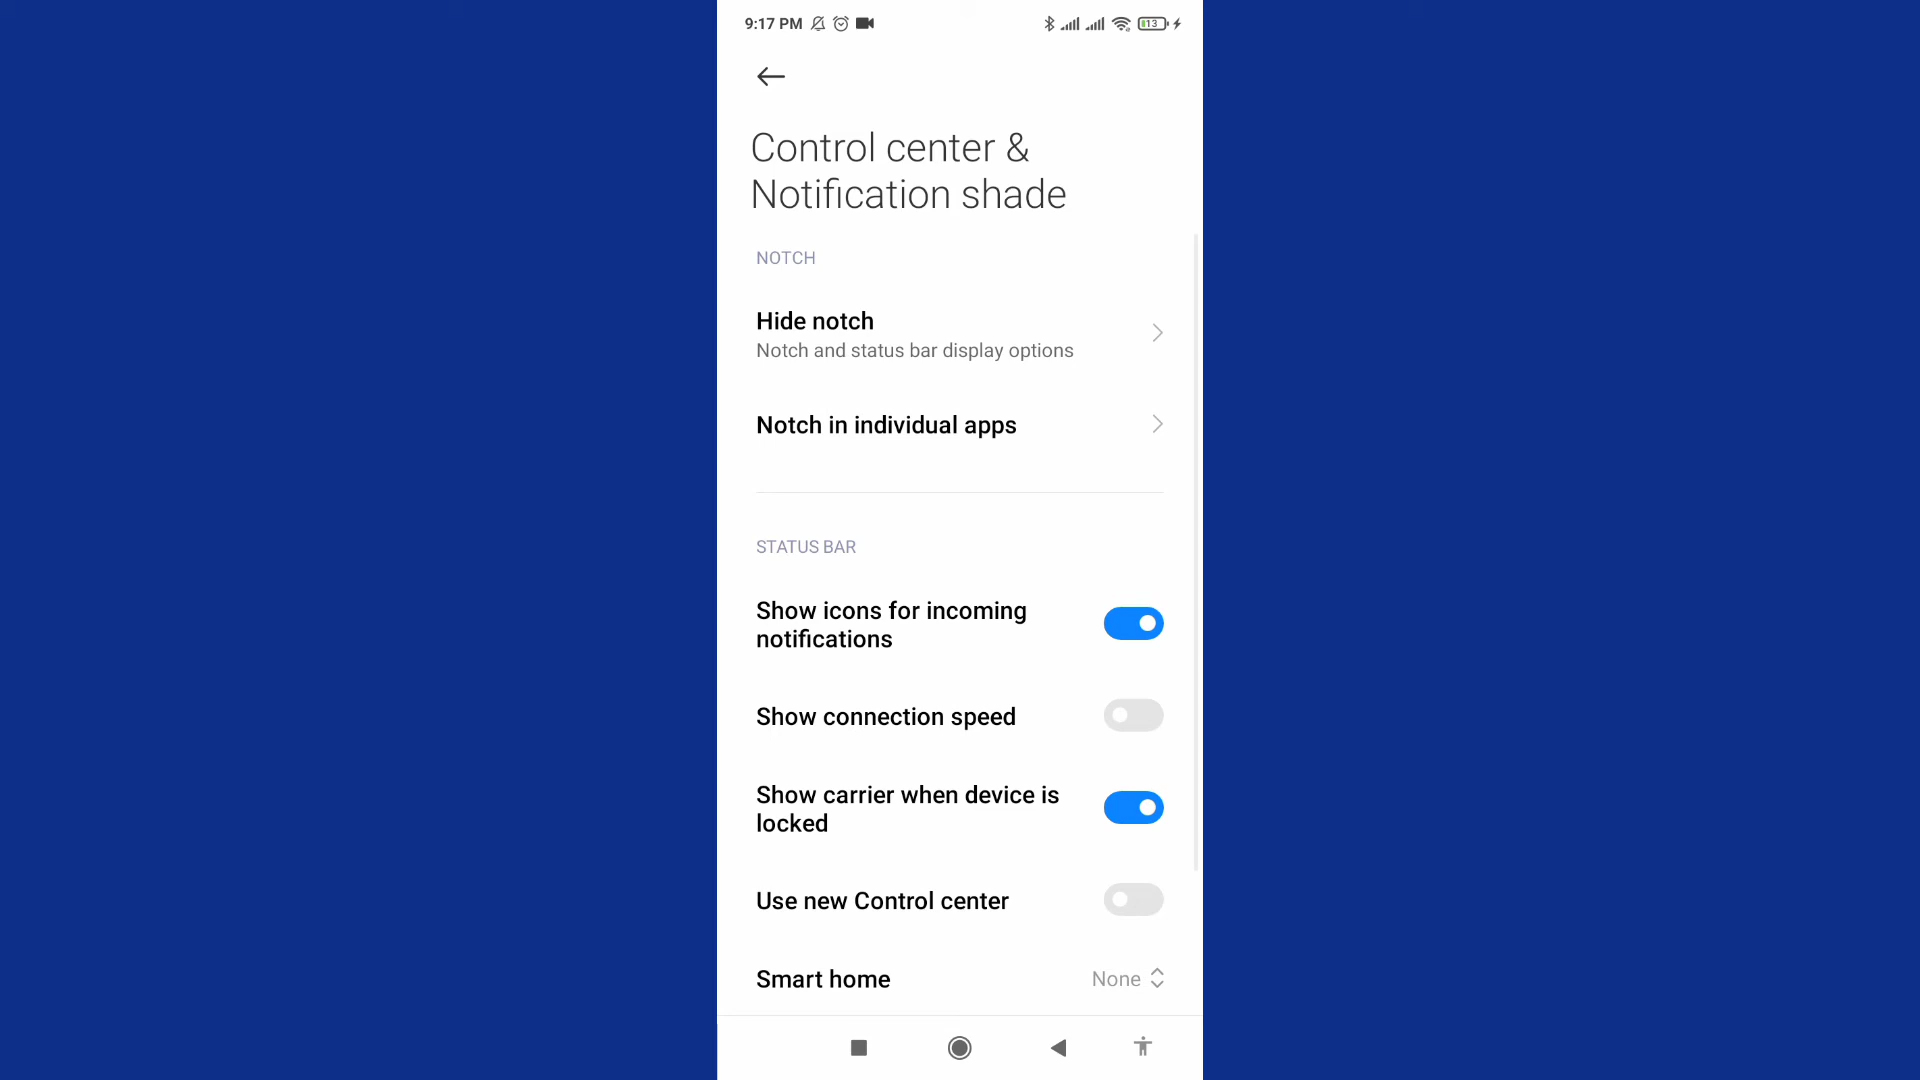 9:17 PM 13
Control center &
Notification shade
NOTCH
Hide notch
Notch and status bar display options
Notch in individual apps
STATUS BAR
Show icons for incoming
notifications
Show connection speed
Show carrier when device is
locked
Use new Control center
Smart home None